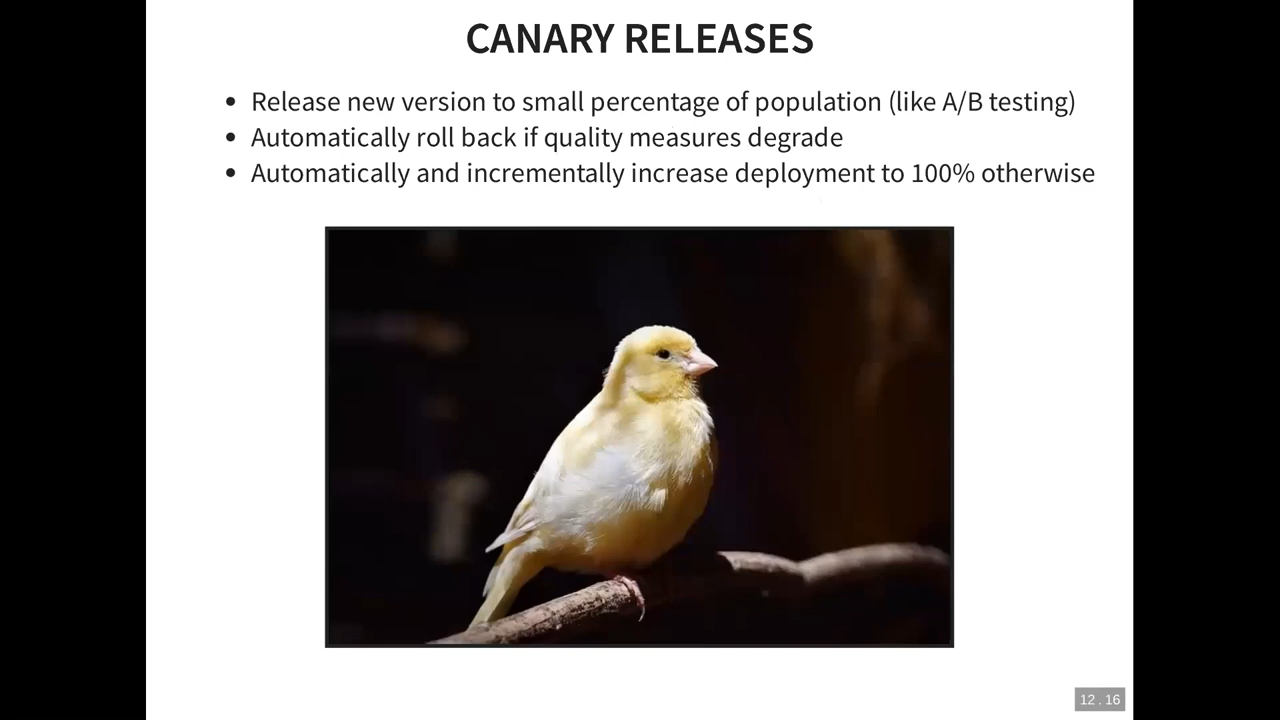 CANARY RELEASES
• Release new version to small percentage of population (like A/B testing)
• Automatically roll back if quality measures degrade
• Automatically and incrementally increase deployment to 100% otherwise
12 . 16